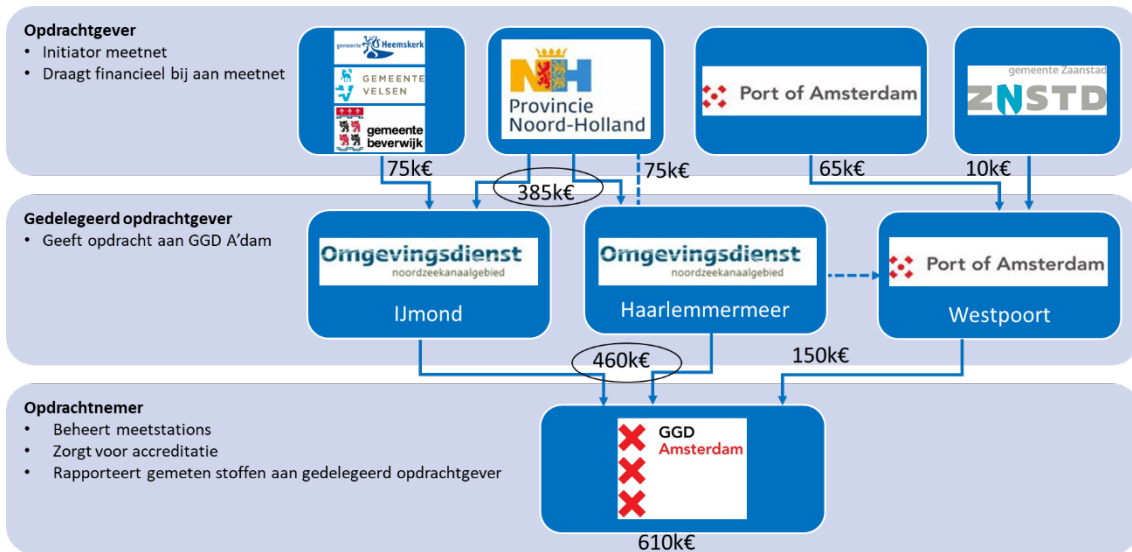 Opdrachtgever
• Initiator meetnet
• Draagt financieel bij aan meetnet
gemeente Heemskerk
GEMEENTE
VELSEN
gemeente
beverwijk
NH
Provincie
Noord-Holland
Port of Amsterdam
gemeente Zaanstad
ZNSTD
75k€
385k€
75k€
65k€
10k€
Gedelegeerd opdrachtgever
• Geeft opdracht aan GGD A'dam
Omgevingsdienst
noordzeekanaalgebied
IJmond
Omgevingsdienst
noordzeekanaalgebied
Haarlemmermeer
Port of Amsterdam
Westpoort
460k€
150k€
Opdrachtnemer
• Beheert meetstations
• Zorgt voor accreditatie
• Rapporteert gemeten stoffen aan gedelegeerd opdrachtgever
GGD
Amsterdam
610k€